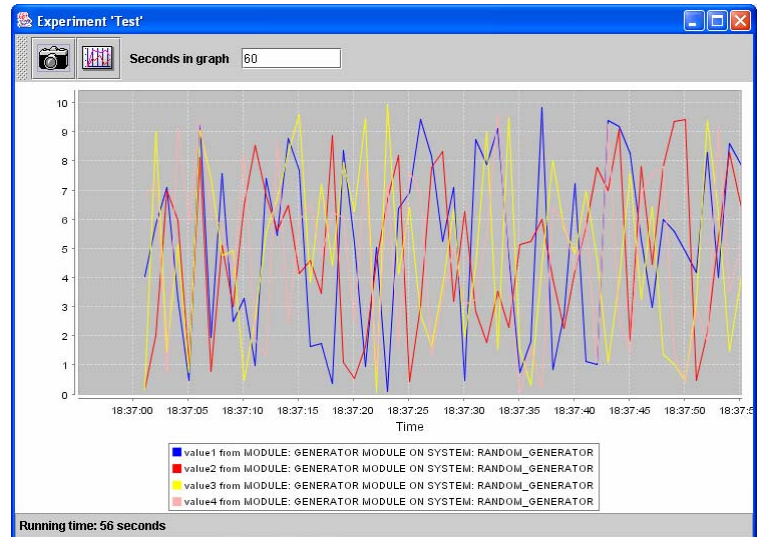 Experiment 'Test'
Seconds in graph 60
10
9
8
7
6
5
4
3
2
1
0
18:37:00 18:37:05 18:37:10 18:37:15 18:37:20 18:37:25 18:37:30 18:37:35 18:37:40 18:37:45 18:37:50 18:37:5
Time
value1 from MODULE: GENERATOR MODULE ON SYSTEM: RANDOM_GENERATOR
value2 from MODULE: GENERATOR MODULE ON SYSTEM: RANDOM_GENERATOR
value3 from MODULE: GENERATOR MODULE ON SYSTEM: RANDOM_GENERATOR
value4 from MODULE: GENERATOR MODULE ON SYSTEM: RANDOM_GENERATOR
Running time: 56 seconds